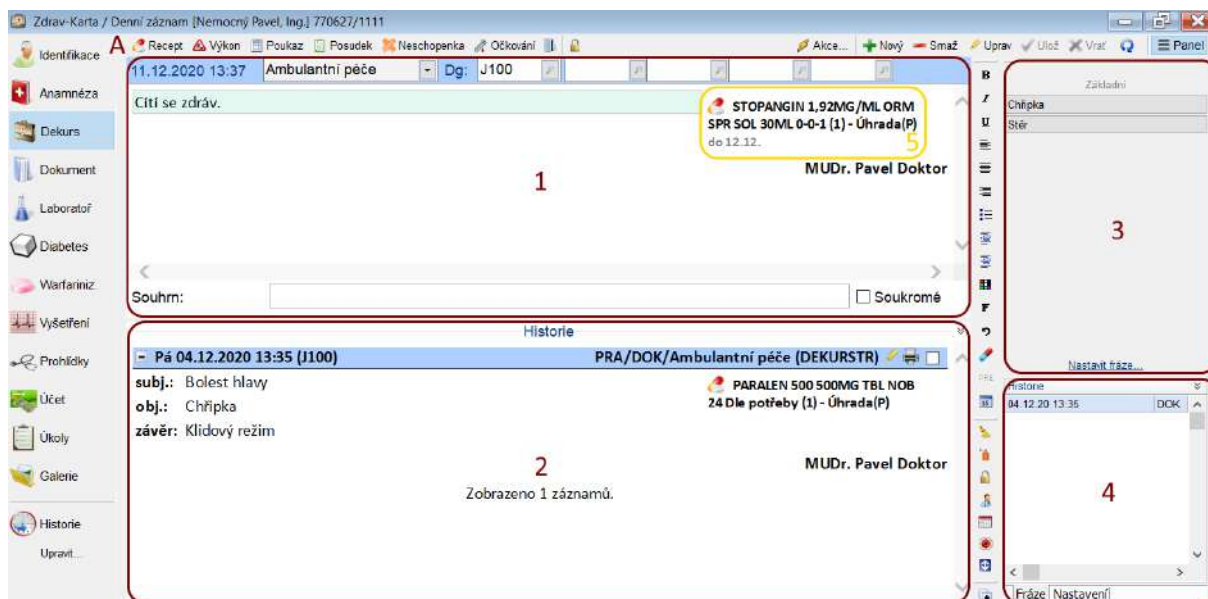 Zdrav-Karta / Denní záznam [Nemocný Pavel, Ing.] 770627/1111
A Recept Výkon Poukaz Posudek Neschopenka Očkování Akce... Nový Smaž Uprav Ulož Vrať Panel
Identifikace
Anamnéza
Dekurs
Dokument
Laboratoř
Diabetes
Warfariniz.
Vyšetření
Prohlídky
Účet
Úkoly
Galerie
Historie
Upravit...
11.12.2020 13:37 Ambulantní péče Dg: J100
Cítí se zdráv.
STOPANGIN 1,92MG/ML ORM
SPR SOL 30ML 0-0-1 (1) - Úhrada(P)
do 12.12.
5
MUDr. Pavel Doktor
1
Souhrn: Soukromé
Historie
Pá 04.12.2020 13:35 (J100) PRA/DOK/Ambulantní péče (DEKURSTR)
subj.: Bolest hlavy
obj.: Chřipka
závěr: Klidový režim
PARALEN 500 500MG TBL NOB
24 Dle potřeby (1) - Úhrada(P)
MUDr. Pavel Doktor
2
Zobrazeno 1 záznamů.
B
I
U
F
Základní
Chřipka
Stěr
3
Nastavit fráze...
Historie
04.12.20 13:35 DOK
4
Fráze Nastavení